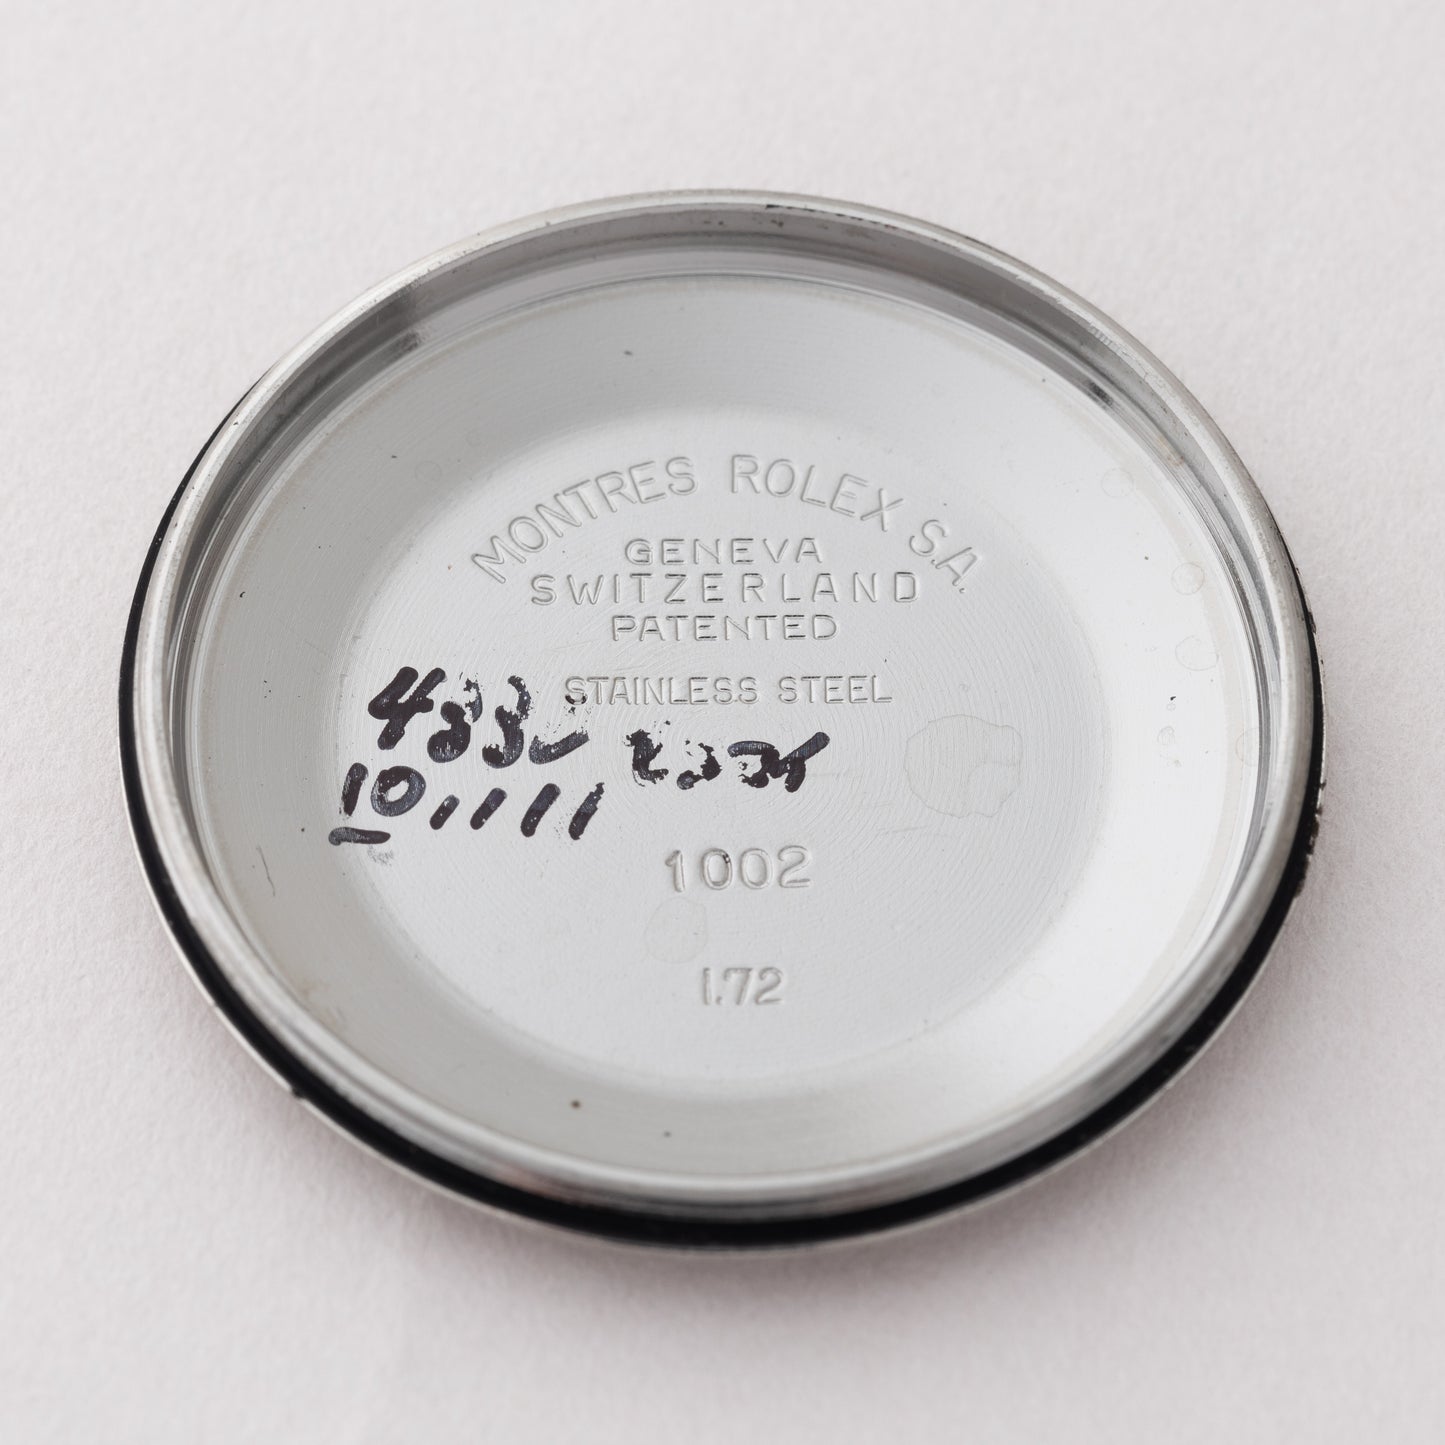 MONTRES ROLEX S.A.
GENEVA
SWITZERLAND
PATENTED
STAINLESS STEEL
1002
I.72